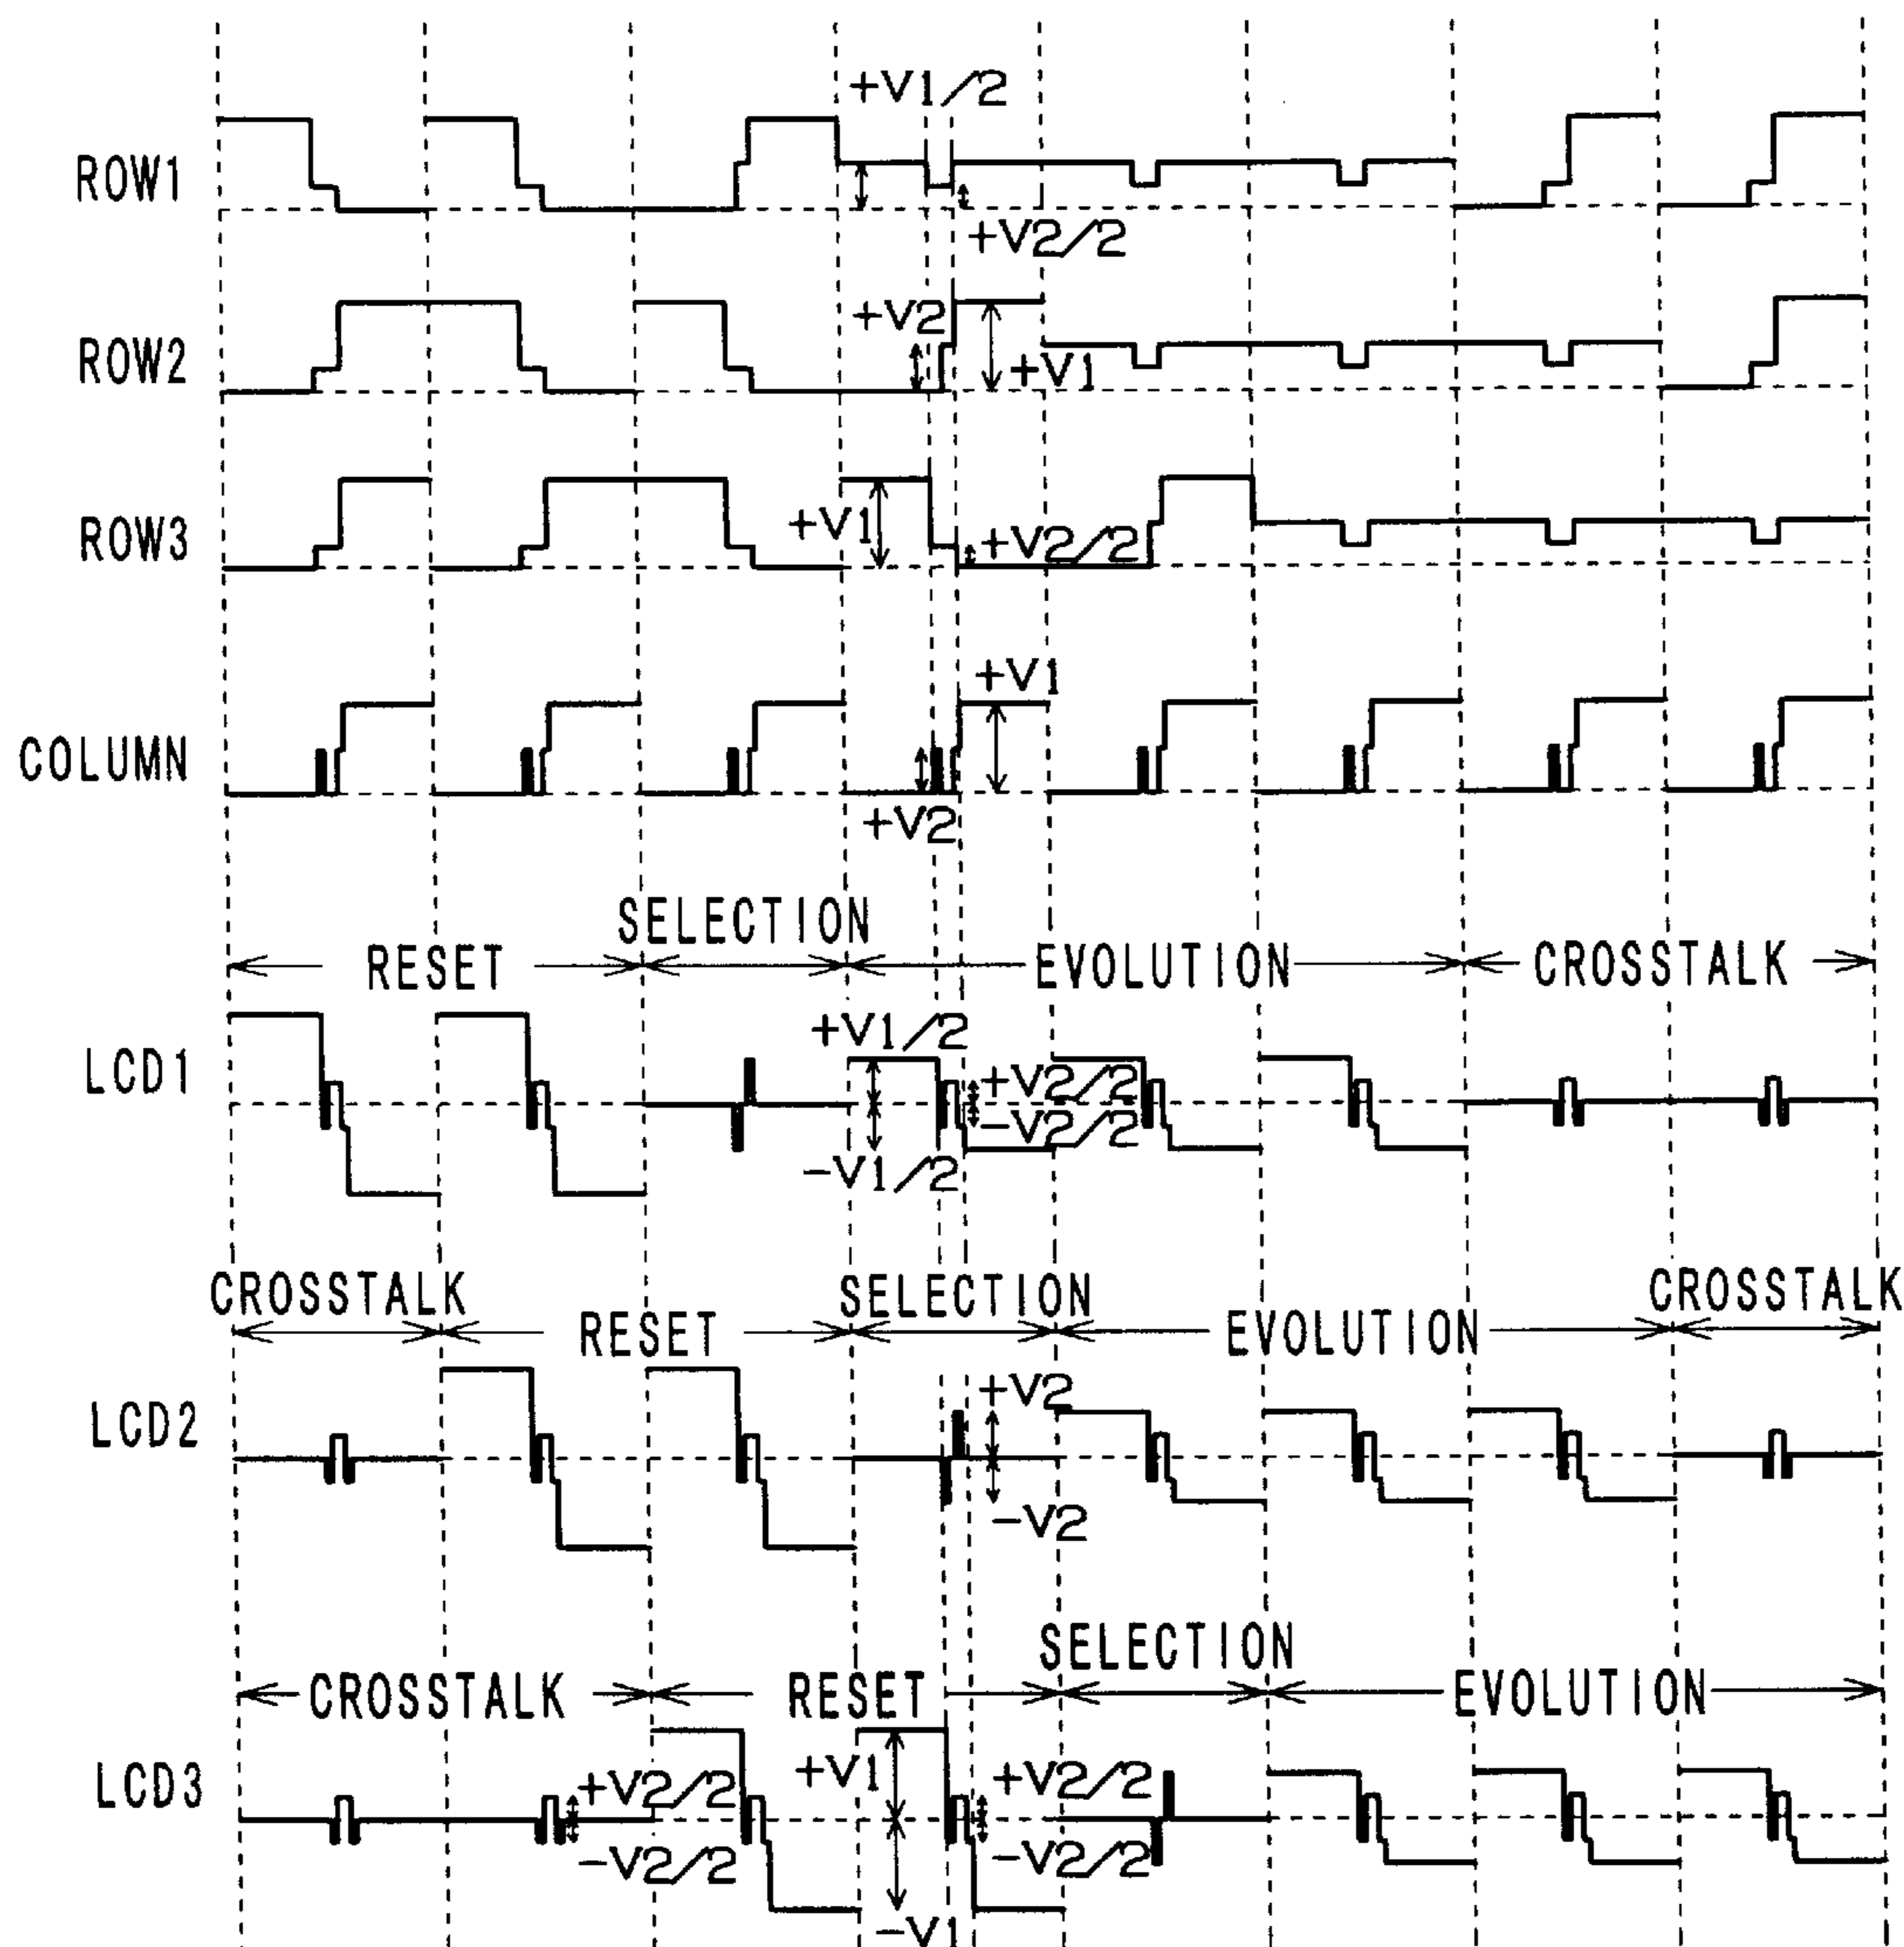 +V1/2
ROW1
+V2/2
+V2
ROW2
+V1
ROW3
+V1
+V2/2
+V1
COLUMN
+V2
SELECTION
RESET
EVOLUTION
CROSSTALK
+V1/2
LCD1
+V2/2
-V2/2
-V1/2
CROSSTALK
RESET
SELECTION
EVOLUTION
CROSSTALK
+V2
LCD2
-V2
SELECTION
CROSSTALK
RESET
EVOLUTION
LCD3
+V2/2
-V2/2
+V1
+V2/2
-V2/2
-V1